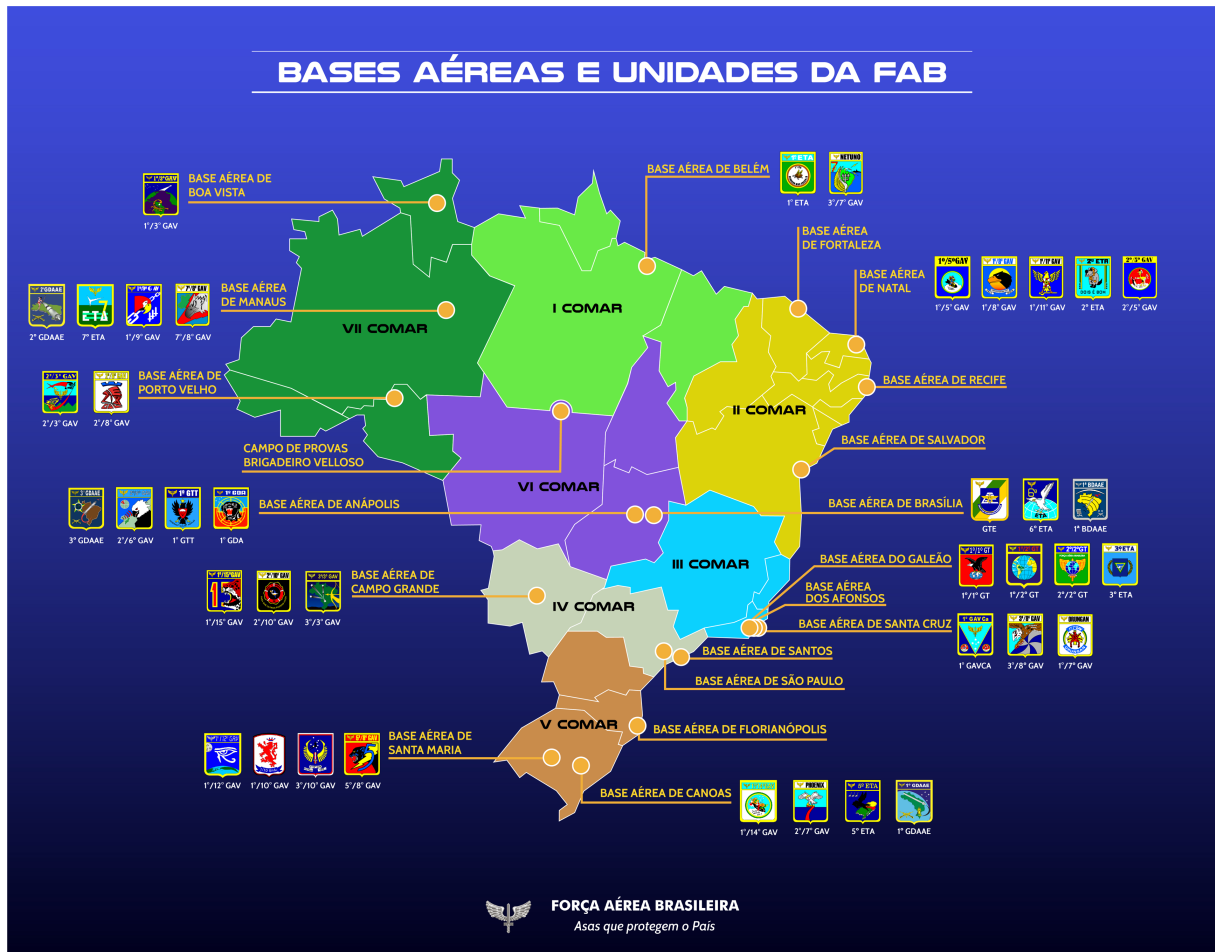 BASES AÉREAS E UNIDADES DA FAB
BASE AÉREA DE
BOA VISTA
1°/3° GAV
BASE AÉREA DE BELÉM
1° ETA
3°/7° GAV
BASE AÉREA
DE FORTALEZA
BASE AÉREA
DE NATAL
1°/5° GAV
1°/8° GAV
1°/11° GAV
2° ETA
2°/5° GAV
BASE AÉREA
DE MANAUS
2° GDAAE
7° ETA
1°/9° GAV
7°/8° GAV
I COMAR
VII COMAR
BASE AÉREA DE
PORTO VELHO
2°/3° GAV
2°/8° GAV
BASE AÉREA DE RECIFE
II COMAR
CAMPO DE PROVAS
BRIGADEIRO VELLOSO
BASE AÉREA DE SALVADOR
VI COMAR
BASE AÉREA DE ANÁPOLIS
3° GDAAE
2°/6° GAV
1° GTT
1° GDA
BASE AÉREA DE BRASÍLIA
GTE
6° ETA
1° BDAAE
III COMAR
BASE AÉREA DO GALEÃO
1°/1° GT
1°/2° GT
2°/2° GT
3° ETA
BASE AÉREA DE
CAMPO GRANDE
1°/15° GAV
2°/10° GAV
3°/3° GAV
BASE AÉREA
DOS AFONSOS
IV COMAR
BASE AÉREA DE SANTA CRUZ
1° GAVCA
3°/8° GAV
1°/7° GAV
BASE AÉREA DE SANTOS
BASE AÉREA DE SÃO PAULO
V COMAR
BASE AÉREA DE FLORIANÓPOLIS
BASE AÉREA DE
SANTA MARIA
1°/12° GAV
1°/10° GAV
3°/10° GAV
5°/8° GAV
BASE AÉREA DE CANOAS
1°/14° GAV
2°/7° GAV
5° ETA
1° GDAAE
FORÇA AÉREA BRASILEIRA
Asas que protegem o País